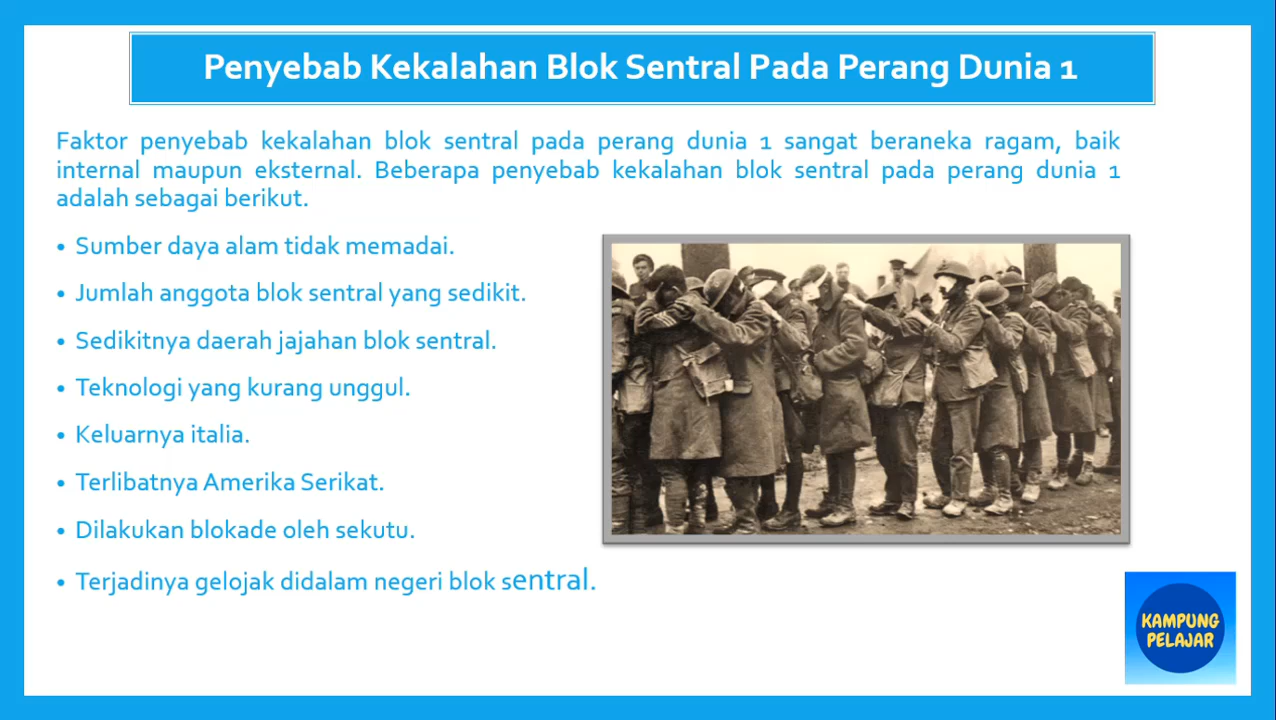 Penyebab Kekalahan Blok Sentral Pada Perang Dunia 1
Faktor penyebab kekalahan blok sentral pada perang dunia 1 sangat beraneka ragam, baik
internal maupun eksternal. Beberapa penyebab kekalahan blok sentral pada perang dunia 1
adalah sebagai berikut.
• Sumber daya alam tidak memadai.
• Jumlah anggota blok sentral yang sedikit.
• Sedikitnya daerah jajahan blok sentral.
• Teknologi yang kurang unggul.
• Keluarnya italia.
• Terlibatnya Amerika Serikat.
• Dilakukan blokade oleh sekutu.
• Terjadinya gelojak didalam negeri blok sentral.
KAMPUNG
PELAJAR